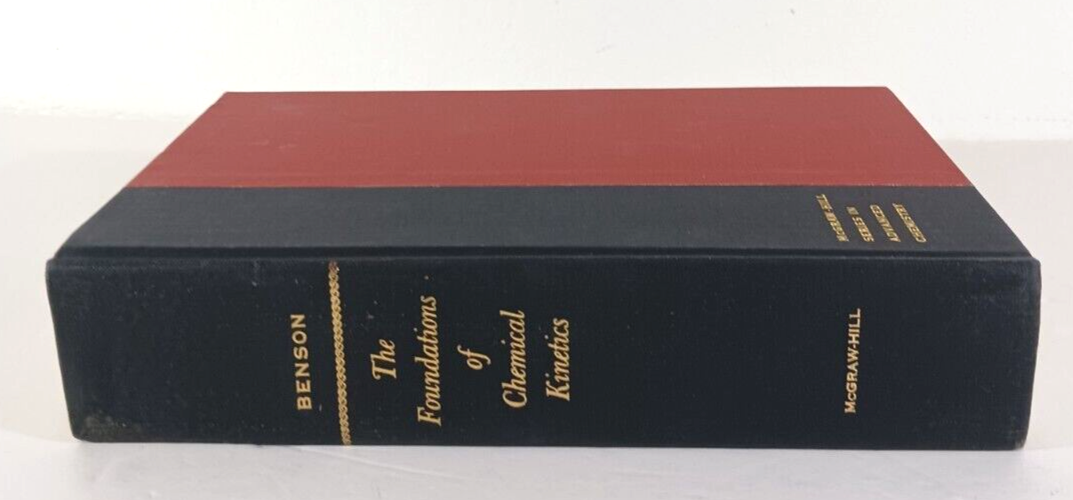 BENSON
The
Foundations
of
Chemical
Kinetics
McGRAW-HILL
McGRAW-HILL
SERIES IN
ADVANCED
CHEMISTRY